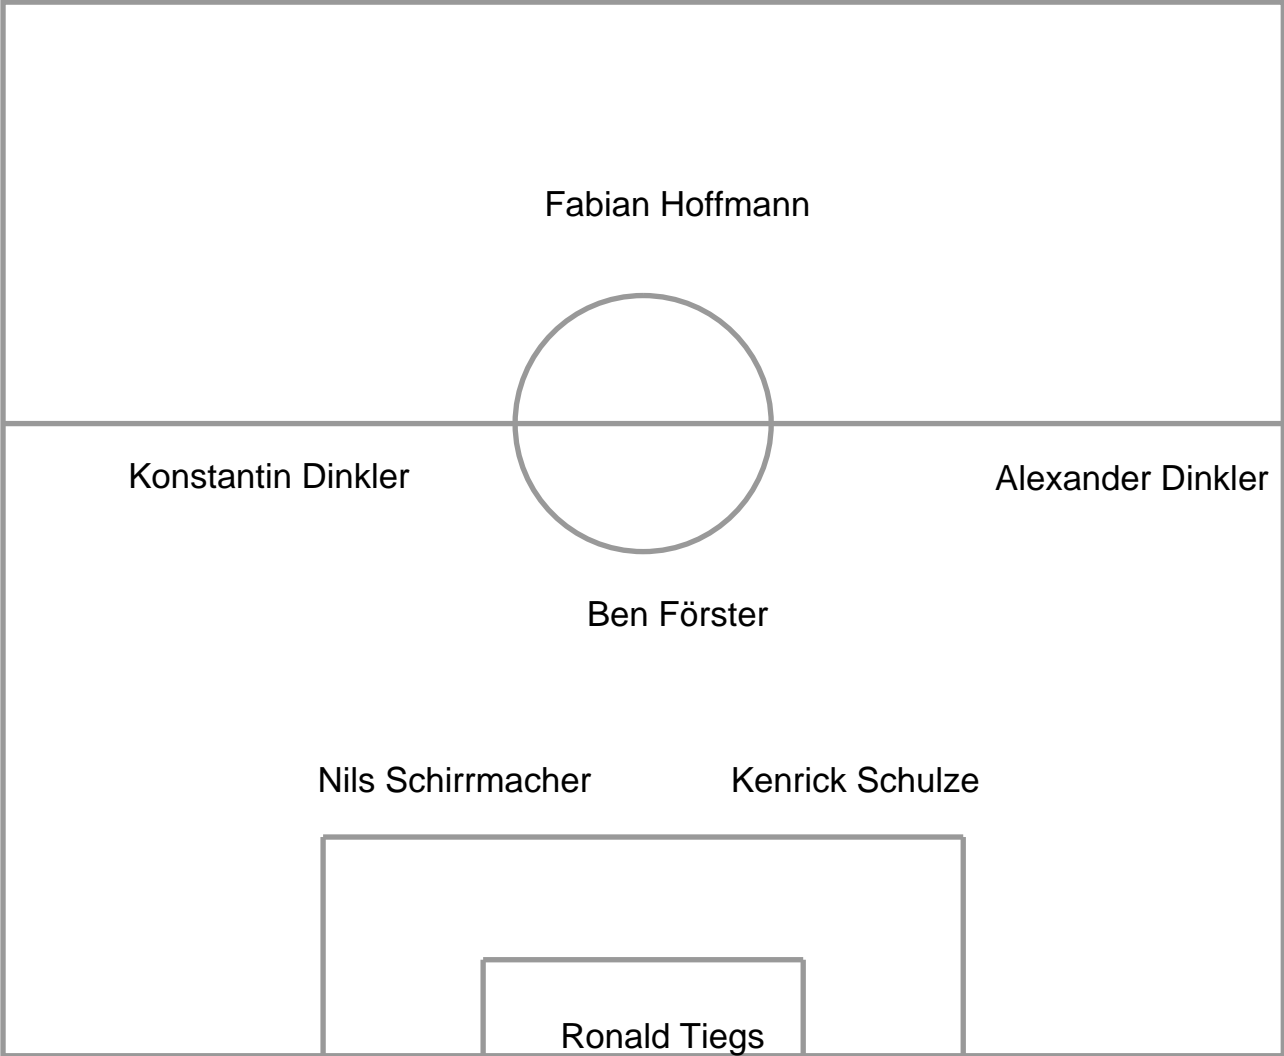 Fabian Hoffmann
Konstantin Dinkler
Alexander Dinkler
Ben Förster
Nils Schirrmacher
Kenrick Schulze
Ronald Tiegs